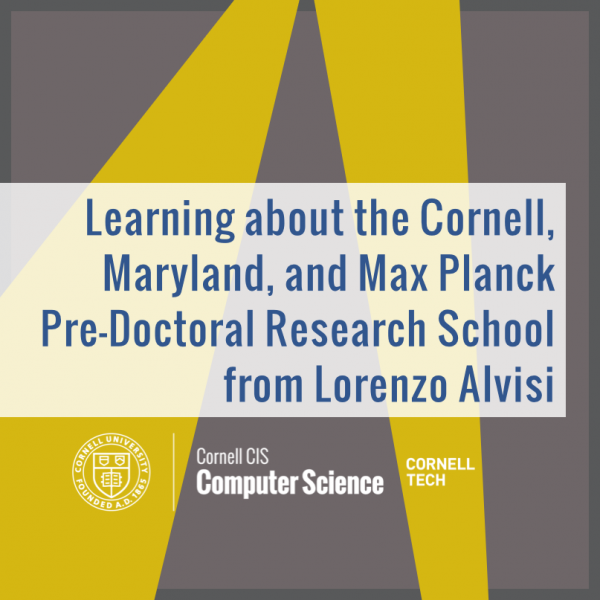 Learning about the Cornell,
Maryland, and Max Planck
Pre-Doctoral Research School
from Lorenzo Alvisi
CORNELL UNIVERSITY
FOUNDED A.D. 1865
Cornell CIS
Computer Science
CORNELL
TECH